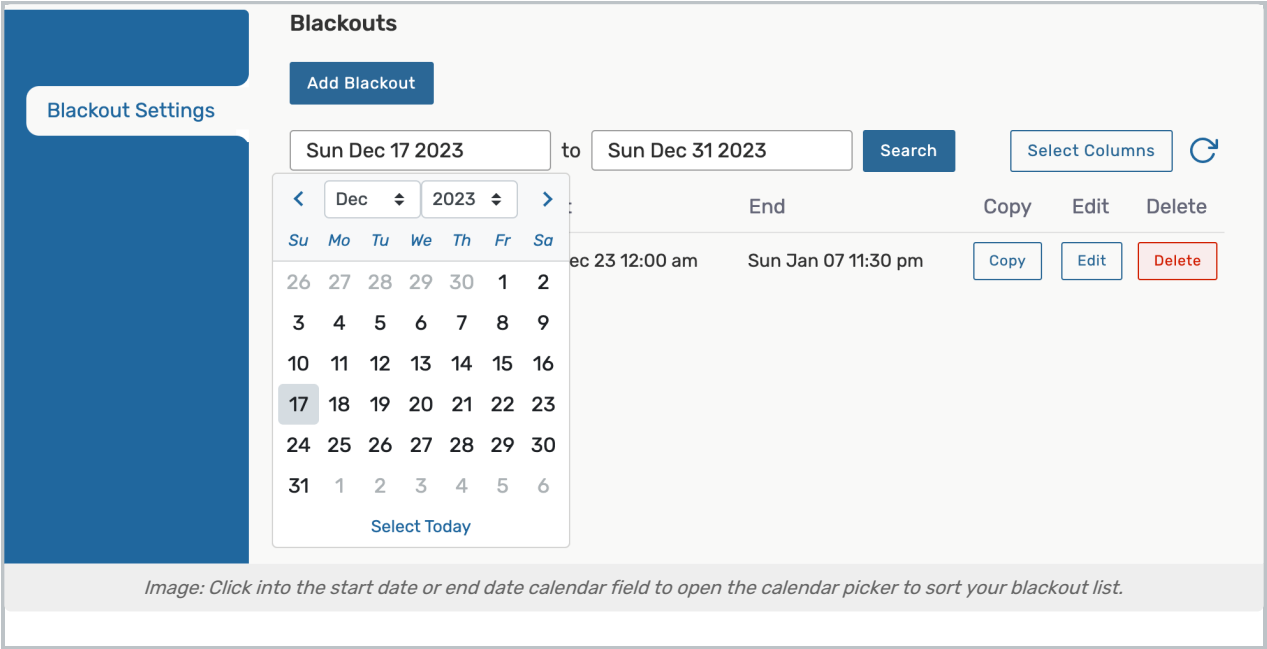 Blackouts
Add Blackout
Blackout Settings
Sun Dec 17 2023 to Sun Dec 31 2023 Search Select Columns
Dec 2023
End Copy Edit Delete
Su Mo Tu We Th Fr Sa
ec 23 12:00 am Sun Jan 07 11:30 pm Copy Edit Delete
26 27 28 29 30 1 2
3 4 5 6 7 8 9
10 11 12 13 14 15 16
17 18 19 20 21 22 23
24 25 26 27 28 29 30
31 1 2 3 4 5 6
Select Today
Image: Click into the start date or end date calendar field to open the calendar picker to sort your blackout list.